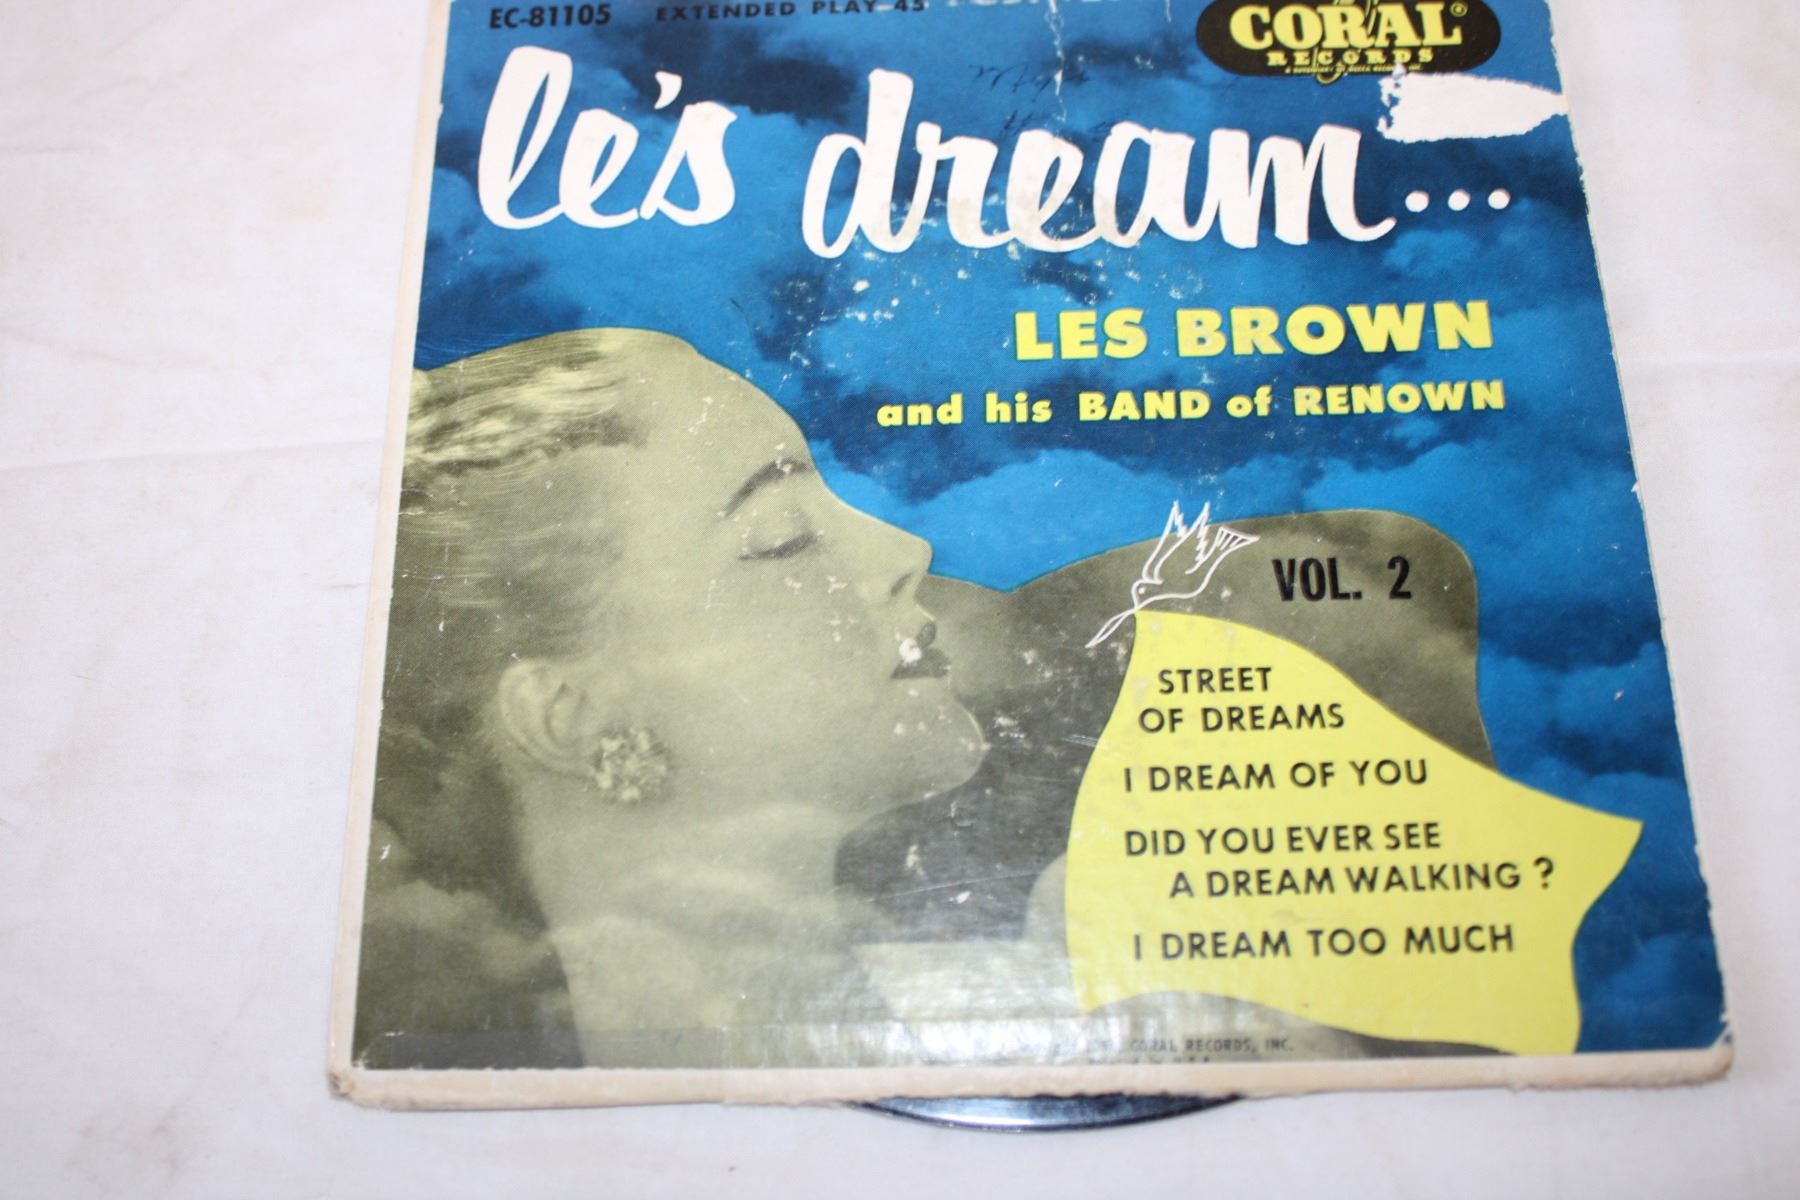 EC-81105 EXTENDED PLAY-45
CORAL®
RECORDS
le's dream...
LES BROWN
and his BAND of RENOWN
VOL. 2
STREET
OF DREAMS
I DREAM OF YOU
DID YOU EVER SEE
A DREAM WALKING?
I DREAM TOO MUCH
CORAL RECORDS, INC.